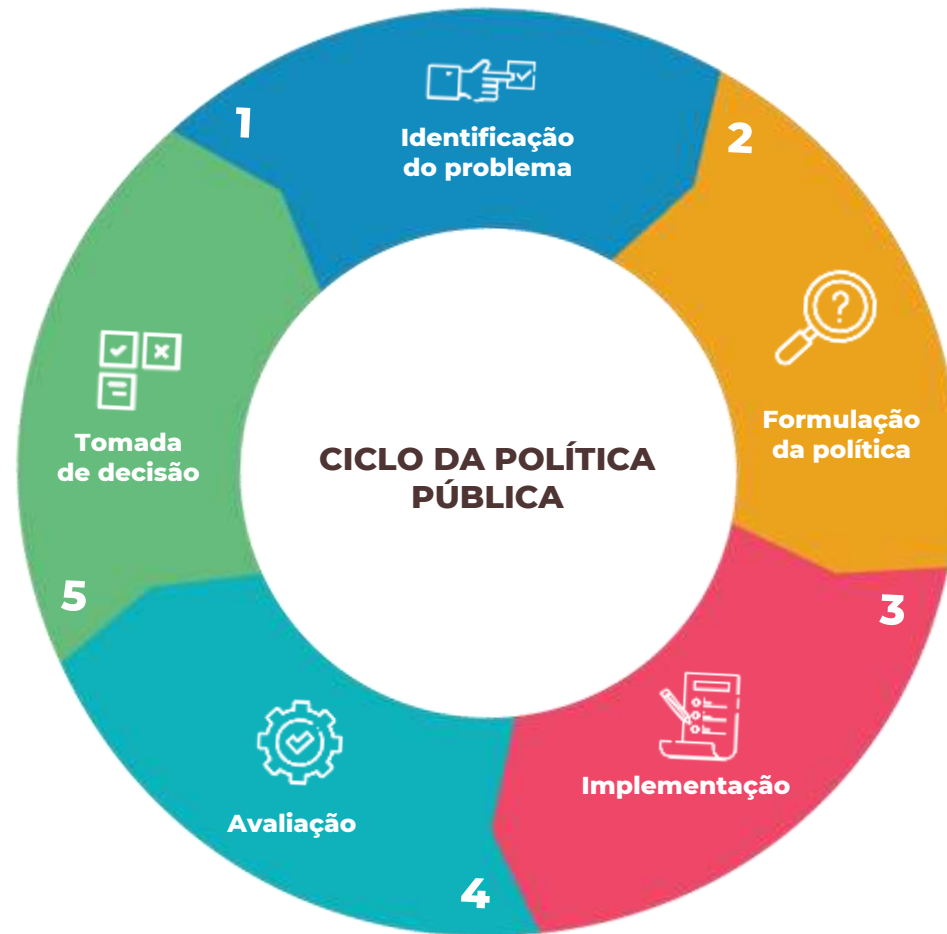 1
Identificação
do problema
2
Formulação
da política
3
Implementação
4
Avaliação
5
Tomada
de decisão
CICLO DA POLÍTICA
PÚBLICA